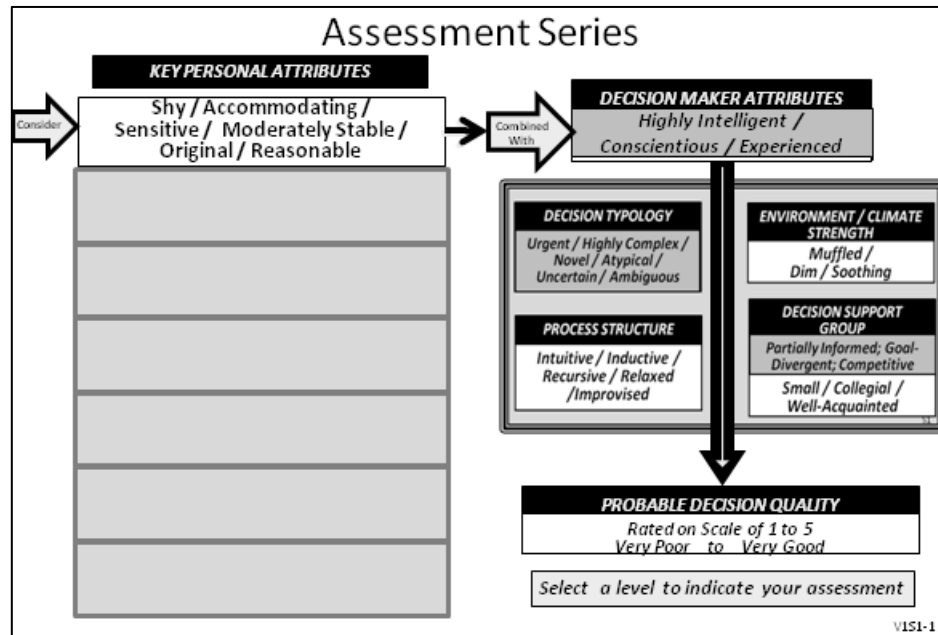 Assessment Series
KEY PERSONAL ATTRIBUTES
Consider
Shy / Accommodating /
Sensitive / Moderately Stable /
Original / Reasonable
Combined
With
DECISION MAKER ATTRIBUTES
Highly Intelligent /
Conscientious / Experienced
DECISION TYPOLOGY
Urgent / Highly Complex /
Novel / Atypical /
Uncertain / Ambiguous
ENVIRONMENT / CLIMATE
STRENGTH
Muffled /
Dim / Soothing
PROCESS STRUCTURE
Intuitive / Inductive /
Recursive / Relaxed
/Improvised
DECISION SUPPORT
GROUP
Partially Informed; Goal-
Divergent; Competitive
Small / Collegial /
Well-Acquainted
S1
PROBABLE DECISION QUALITY
Rated on Scale of 1 to 5
Very Poor to Very Good
Select a level to indicate your assessment
V1S1-1